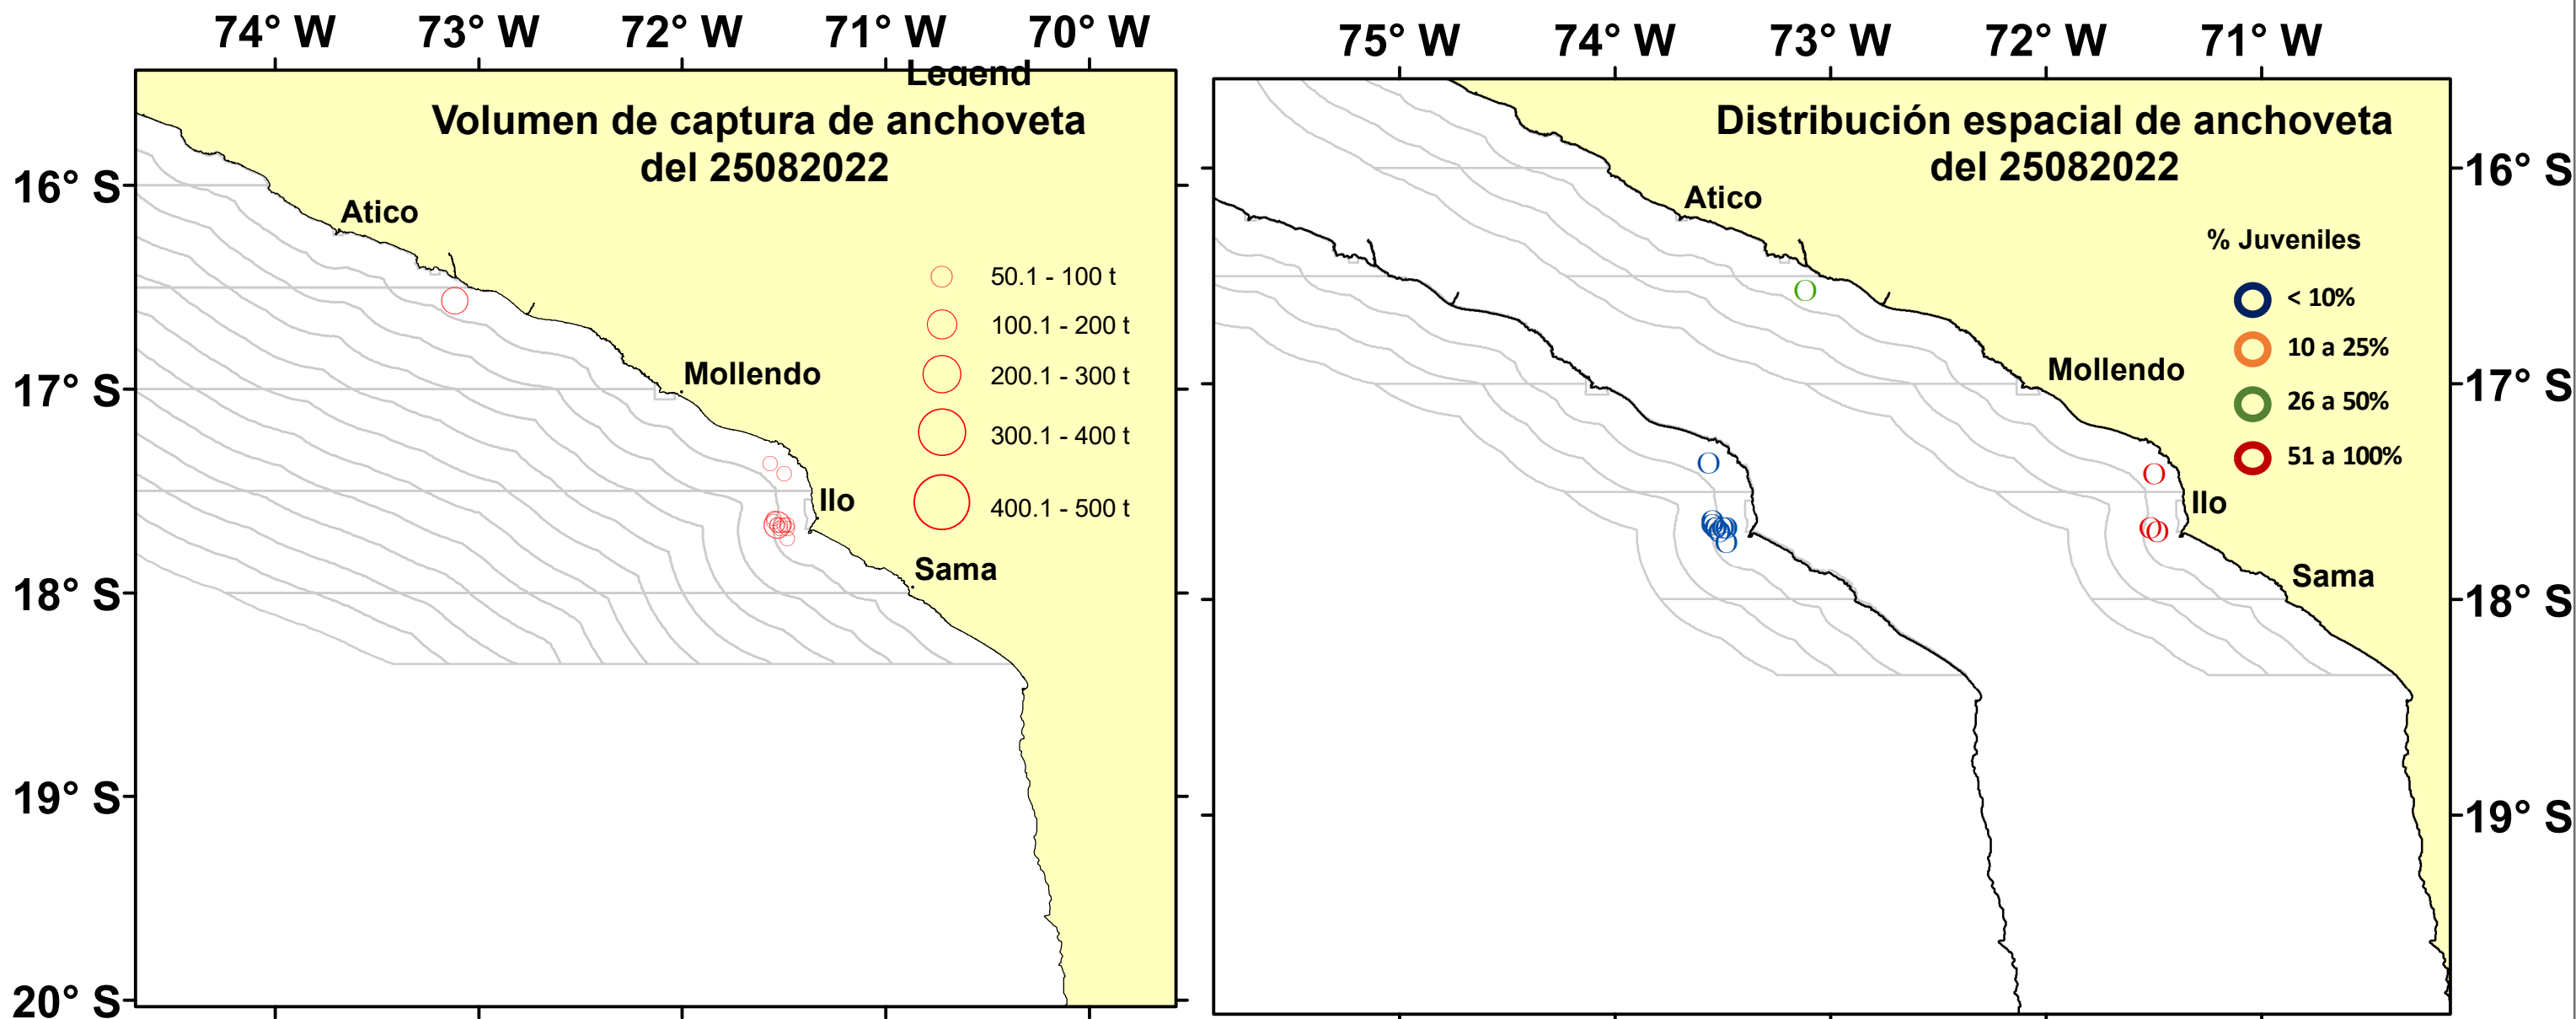 74° W 73° W 72° W 71° W 70° W
Legend
Volumen de captura de anchoveta
del 25082022
16° S
Atico
50.1 - 100 t
100.1 - 200 t
200.1 - 300 t
300.1 - 400 t
400.1 - 500 t
Mollendo
17° S
Ilo
Sama
18° S
19° S
20° S
75° W 74° W 73° W 72° W 71° W
Distribución espacial de anchoveta
del 25082022
16° S
Atico
% Juveniles
< 10%
10 a 25%
26 a 50%
51 a 100%
Mollendo
17° S
Ilo
Sama
18° S
19° S